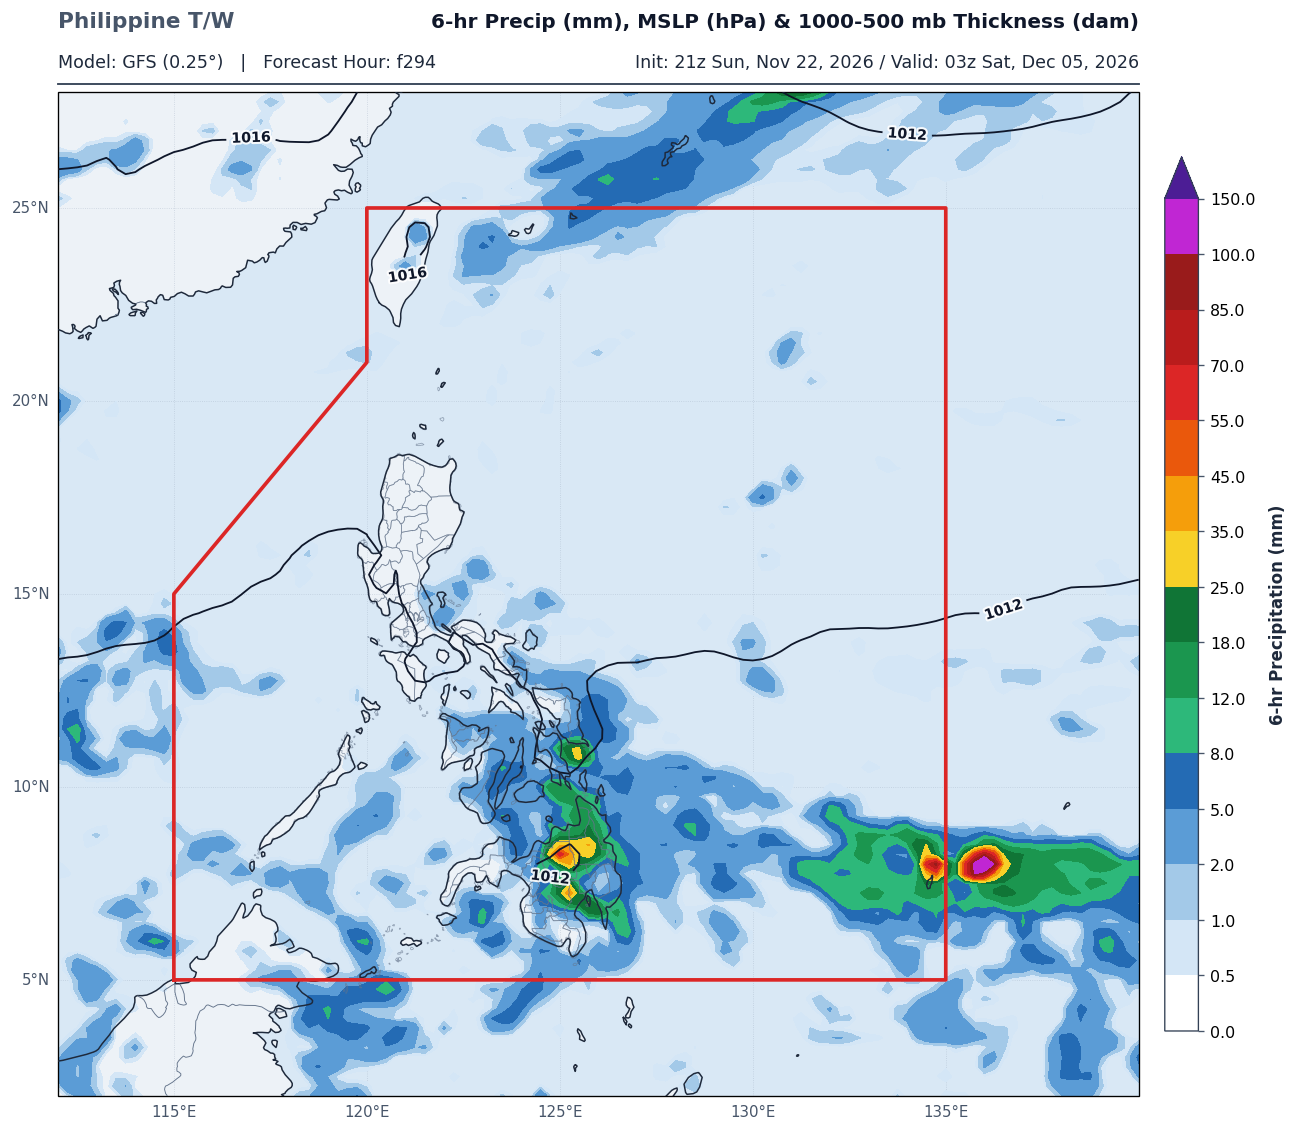 Philippine T/W
6-hr Precip (mm), MSLP (hPa) & 1000-500 mb Thickness (dam)
Model: GFS (0.25°) | Forecast Hour: f294
Init: 21z Sun, Nov 22, 2026 / Valid: 03z Sat, Dec 05, 2026
1016
1012
25°N
1016
20°N
15°N
1012
10°N
1012
5°N
115°E
120°E
125°E
130°E
135°E
150.0
100.0
85.0
70.0
55.0
45.0
35.0
25.0
18.0
12.0
8.0
5.0
2.0
1.0
0.5
0.0
6-hr Precipitation (mm)